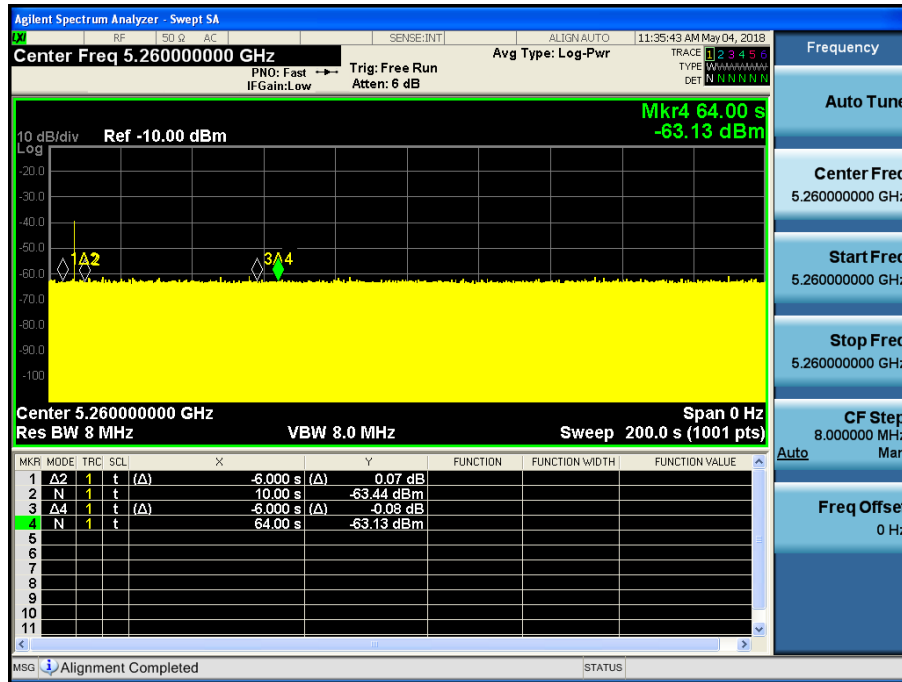 Agilent Spectrum Analyzer - Swept SA
LXI RF 50 Ω AC SENSE:INT ALIGN AUTO 11:35:43 AM May 04, 2018
Center Freq 5.260000000 GHz
PNO: Fast
IFGain:Low
Trig: Free Run
Atten: 6 dB
Avg Type: Log-Pwr
TRACE 1 2 3 4 5 6
TYPE WWWWWW
DET N N N N N N
Mkr4 64.00 s
-63.13 dBm
10 dB/div Ref -10.00 dBm
Log
-20.0
-30.0
-40.0
-50.0
-60.0
-70.0
-80.0
-90.0
-100
1Δ2
3Δ4
Center 5.260000000 GHz Span 0 Hz
Res BW 8 MHz VBW 8.0 MHz Sweep 200.0 s (1001 pts)
MKR MODE TRC SCL X Y FUNCTION FUNCTION WIDTH FUNCTION VALUE
1 Δ2 1 t (Δ) -6.000 s (Δ) 0.07 dB
2 N 1 t 10.00 s -63.44 dBm
3 Δ4 1 t (Δ) -6.000 s (Δ) -0.08 dB
4 N 1 t 64.00 s -63.13 dBm
5
6
7
8
9
10
11
MSG Alignment Completed STATUS
Frequency
Auto Tune
Center Freq
5.260000000 GHz
Start Freq
5.260000000 GHz
Stop Freq
5.260000000 GHz
CF Step
8.000000 MHz
Auto Man
Freq Offset
0 Hz